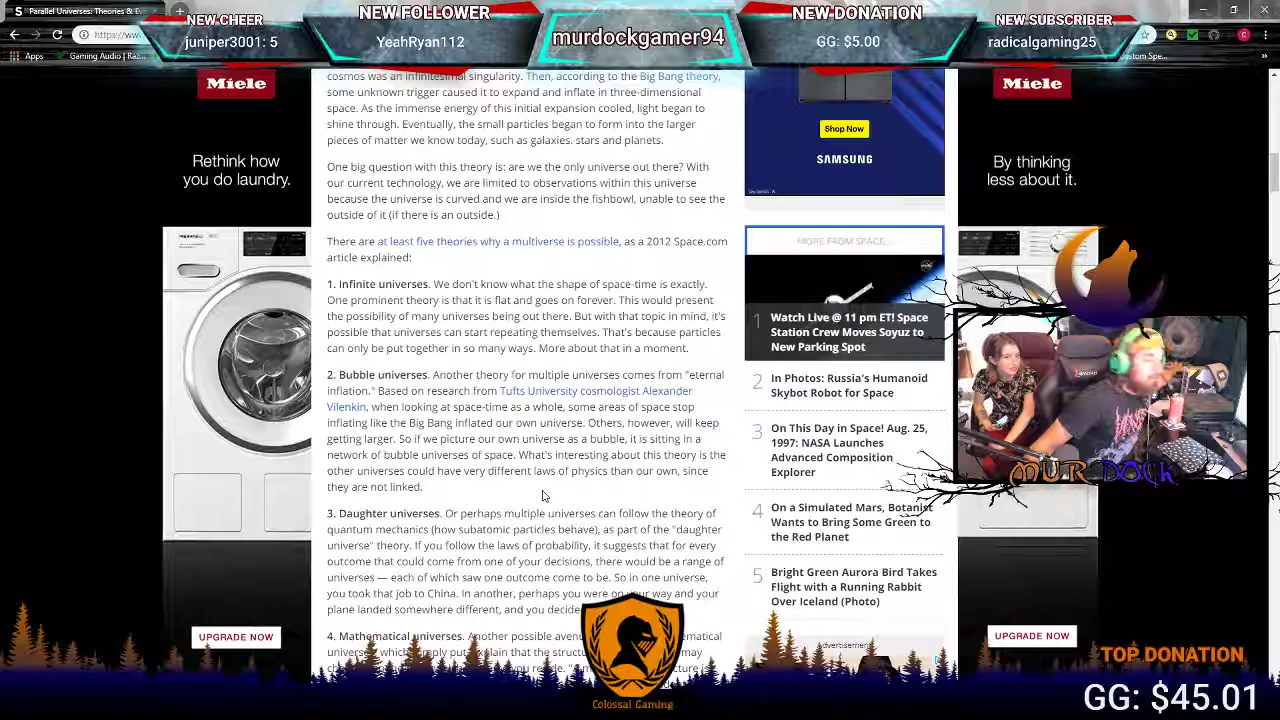 Parallel Universes: Theories & Ev
NEW CHEER
juniper3001: 5
NEW FOLLOWER
YeahRyan112
murdockgamer94
NEW DONATION
GG: $5.00
NEW SUBSCRIBER
radicalgaming25
https://www
Apps
Gaming Audio | Raz...
ustom Spe...
Miele
Rethink how
you do laundry.
UPGRADE NOW
cosmos was an infinitesimal singularity. Then, according to the Big Bang theory,
some unknown trigger caused it to expand and inflate in three-dimensional
space. As the immense energy of this initial expansion cooled, light began to
shine through. Eventually, the small particles began to form into the larger
pieces of matter we know today, such as galaxies, stars and planets.
One big question with this theory is: are we the only universe out there? With
our current technology, we are limited to observations within this universe
because the universe is curved and we are inside the fishbowl, unable to see the
outside of it (if there is an outside.)
There are at least five theories why a multiverse is possible, as a 2012 Space.com
article explained:
1. Infinite universes. We don't know what the shape of space-time is exactly.
One prominent theory is that it is flat and goes on forever. This would present
the possibility of many universes being out there. But with that topic in mind, it's
possible that universes can start repeating themselves. That's because particles
can only be put together in so many ways. More about that in a moment.
2. Bubble universes. Another theory for multiple universes comes from "eternal
inflation." Based on research from Tufts University cosmologist Alexander
Vilenkin, when looking at space-time as a whole, some areas of space stop
inflating like the Big Bang inflated our own universe. Others, however, will keep
getting larger. So if we picture our own universe as a bubble, it is sitting in a
network of bubble universes of space. What's interesting about this theory is the
other universes could have very different laws of physics than our own, since
they are not linked.
3. Daughter universes. Or perhaps multiple universes can follow the theory of
quantum mechanics (how subatomic particles behave), as part of the "daughter
universe" theory. If you follow the laws of probability, it suggests that for every
outcome that could come from one of your decisions, there would be a range of
universes — each of which saw one outcome come to be. So in one universe,
you took that job to China. In another, perhaps you were on your way and your
plane landed somewhere different, and you decide
4. Mathematical universes. Another possible aven
Shop Now
SAMSUNG
MORE FROM SPACE
1 Watch Live @ 11 pm ET! Space
Station Crew Moves Soyuz to
New Parking Spot
2 In Photos: Russia's Humanoid
Skybot Robot for Space
3 On This Day in Space! Aug. 25,
1997: NASA Launches
Advanced Composition
Explorer
4 On a Simulated Mars, Botanist
Wants to Bring Some Green to
the Red Planet
5 Bright Green Aurora Bird Takes
Flight with a Running Rabbit
Over Iceland (Photo)
Advertisement
Miele
By thinking
less about it.
UPGRADE NOW
MURDOCK
Colossal Gaming
TOP DONATION
GG: $45.01